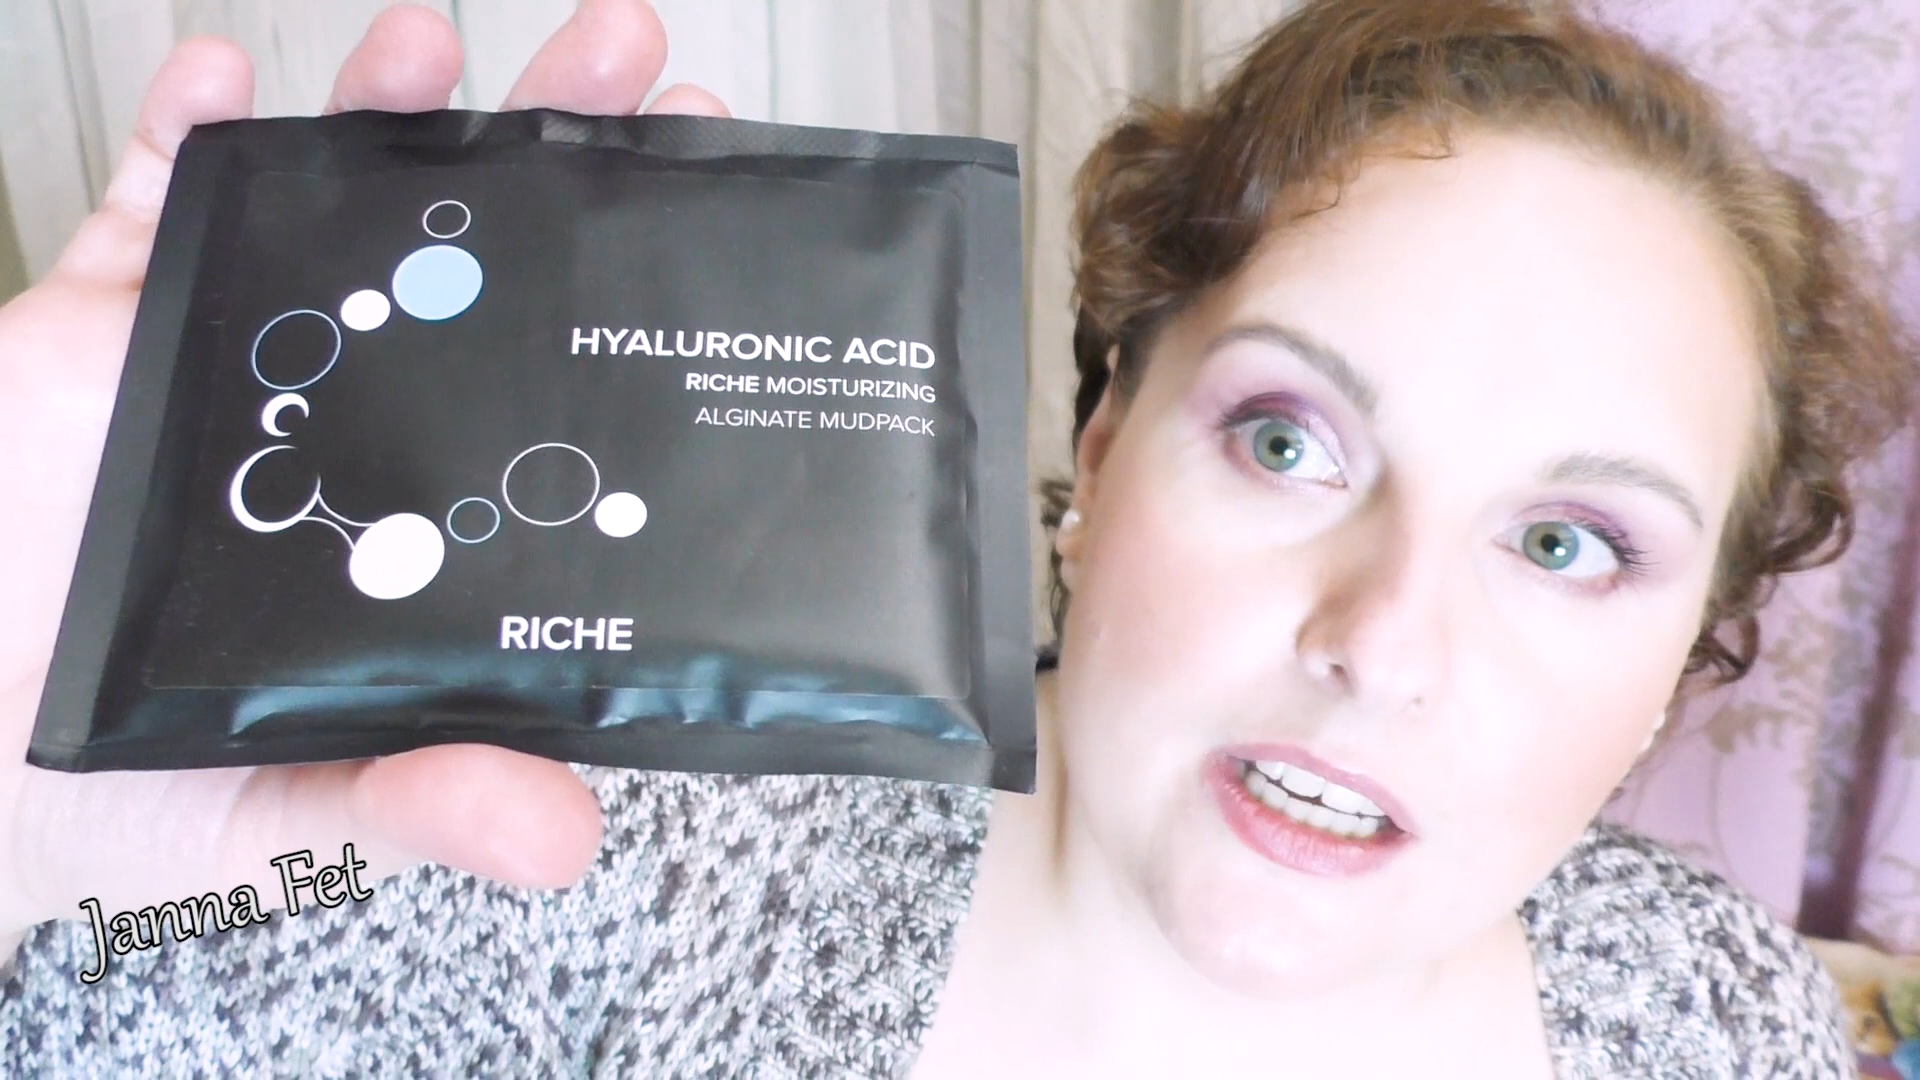 HYALURONIC ACID
RICHE MOISTURIZING
ALGINATE MUDPACK
RICHE
Janna Fet